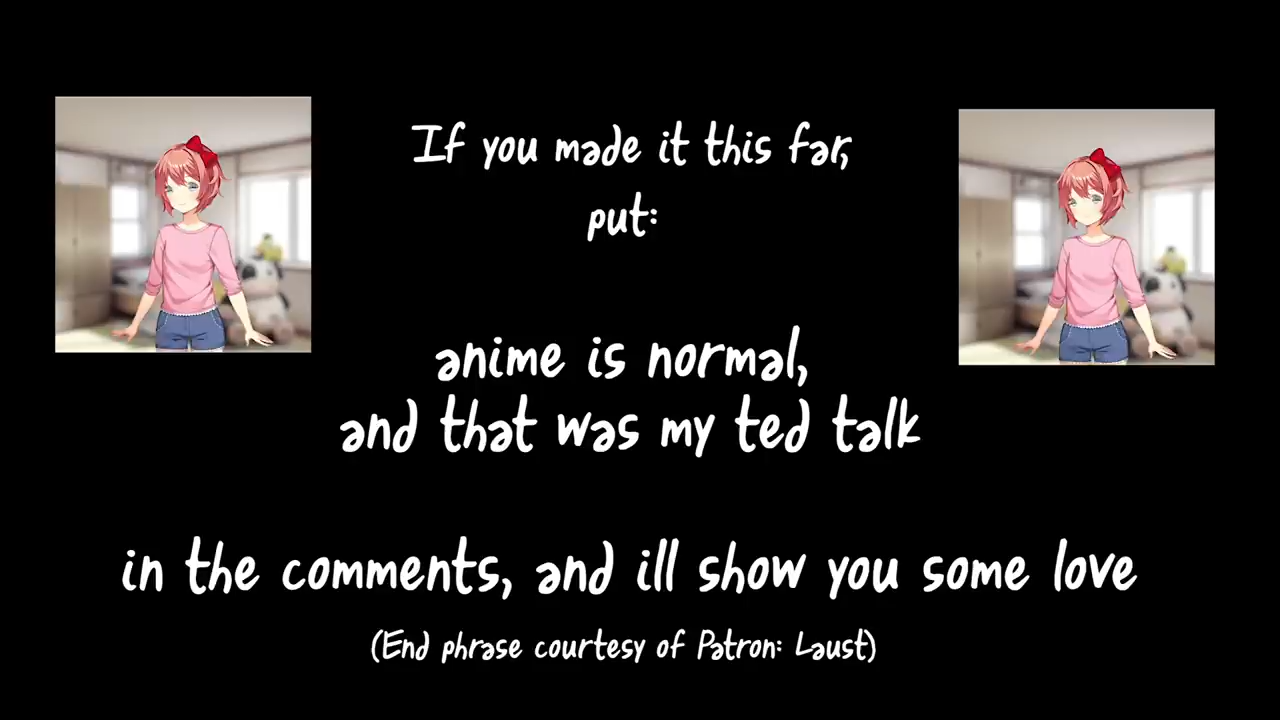 If you made it this far,
put:
anime is normal,
and that was my ted talk
in the comments, and ill show you some love
(End phrase courtesy of Patron: Laust)